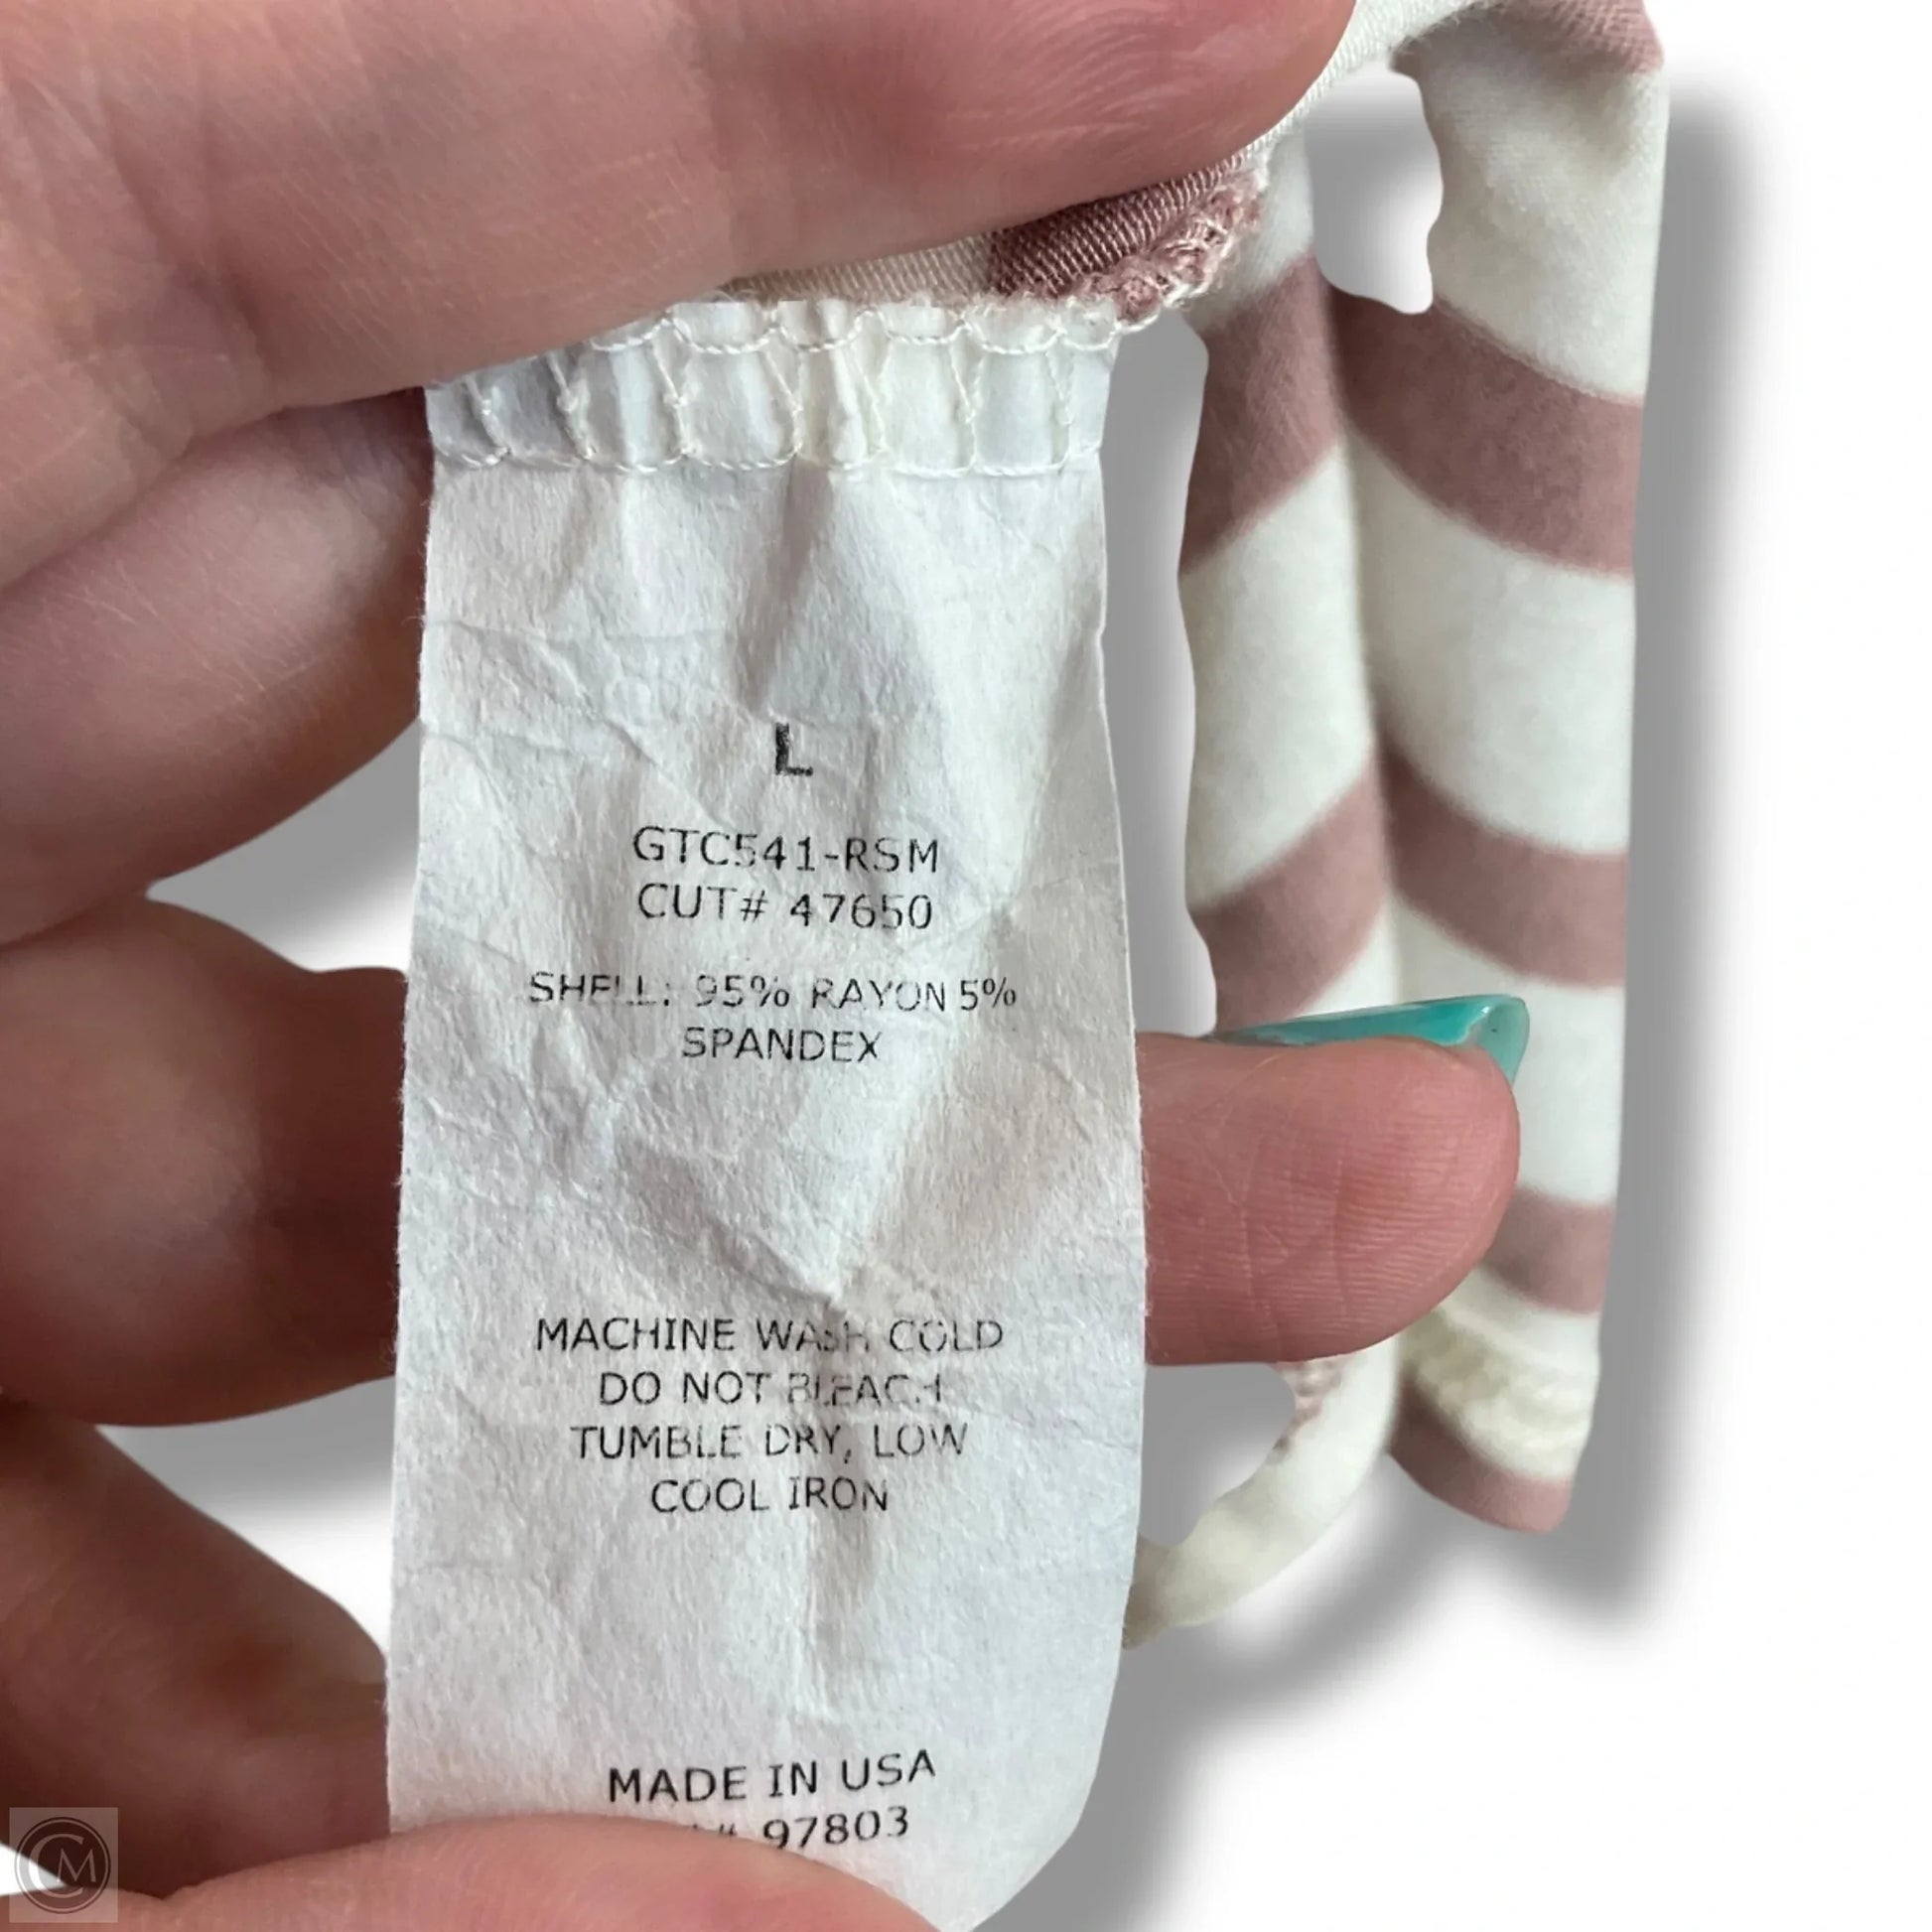 L
GTC541-RSM
CUT# 47650
SHELL: 95% RAYON 5%
SPANDEX
MACHINE WASH COLD
DO NOT BLEACH
TUMBLE DRY, LOW
COOL IRON
MADE IN USA
# 97803
CM